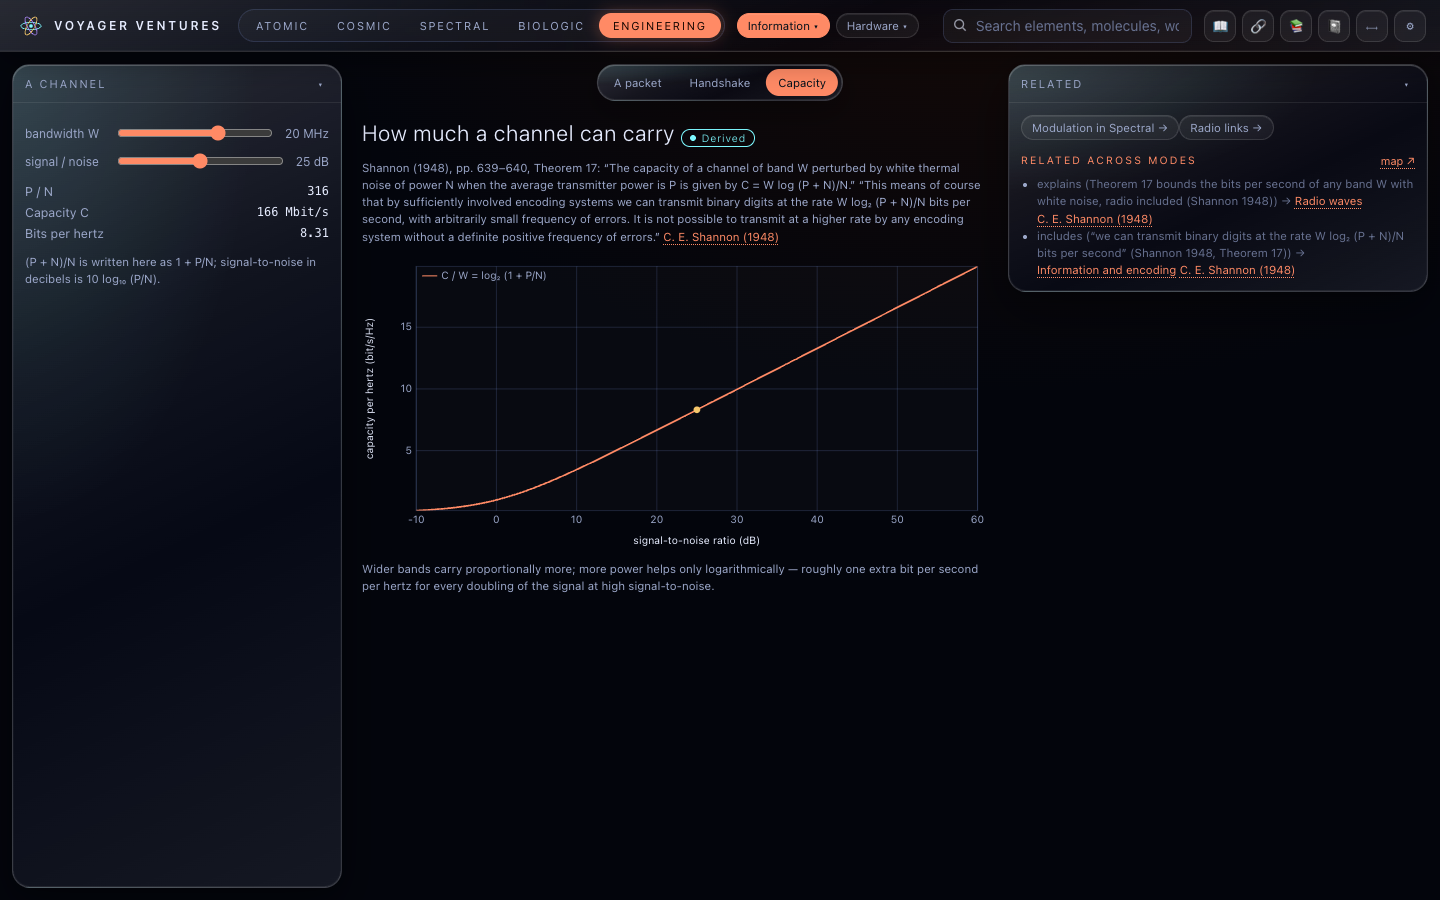 VOYAGER VENTURES
ATOMIC COSMIC SPECTRAL BIOLOGIC ENGINEERING
Information ▾ Hardware ▾
Search elements, molecules, wo
A CHANNEL
bandwidth W 20 MHz
signal / noise 25 dB
P / N 316
Capacity C 166 Mbit/s
Bits per hertz 8.31
(P + N)/N is written here as 1 + P/N; signal-to-noise in
decibels is 10 log₁₀ (P/N).
A packet Handshake Capacity
How much a channel can carry Derived
Shannon (1948), pp. 639–640, Theorem 17: “The capacity of a channel of band W perturbed by white thermal
noise of power N when the average transmitter power is P is given by C = W log (P + N)/N.” “This means of course
that by sufficiently involved encoding systems we can transmit binary digits at the rate W log₂ (P + N)/N bits per
second, with arbitrarily small frequency of errors. It is not possible to transmit at a higher rate by any encoding
system without a definite positive frequency of errors.” C. E. Shannon (1948)
C / W = log₂ (1 + P/N)
capacity per hertz (bit/s/Hz)
15
10
5
-10 0 10 20 30 40 50 60
signal-to-noise ratio (dB)
Wider bands carry proportionally more; more power helps only logarithmically — roughly one extra bit per second
per hertz for every doubling of the signal at high signal-to-noise.
RELATED
Modulation in Spectral → Radio links →
RELATED ACROSS MODES map ↗
explains (Theorem 17 bounds the bits per second of any band W with
white noise, radio included (Shannon 1948)) → Radio waves
C. E. Shannon (1948)
includes (“we can transmit binary digits at the rate W log₂ (P + N)/N
bits per second” (Shannon 1948, Theorem 17)) →
Information and encoding C. E. Shannon (1948)